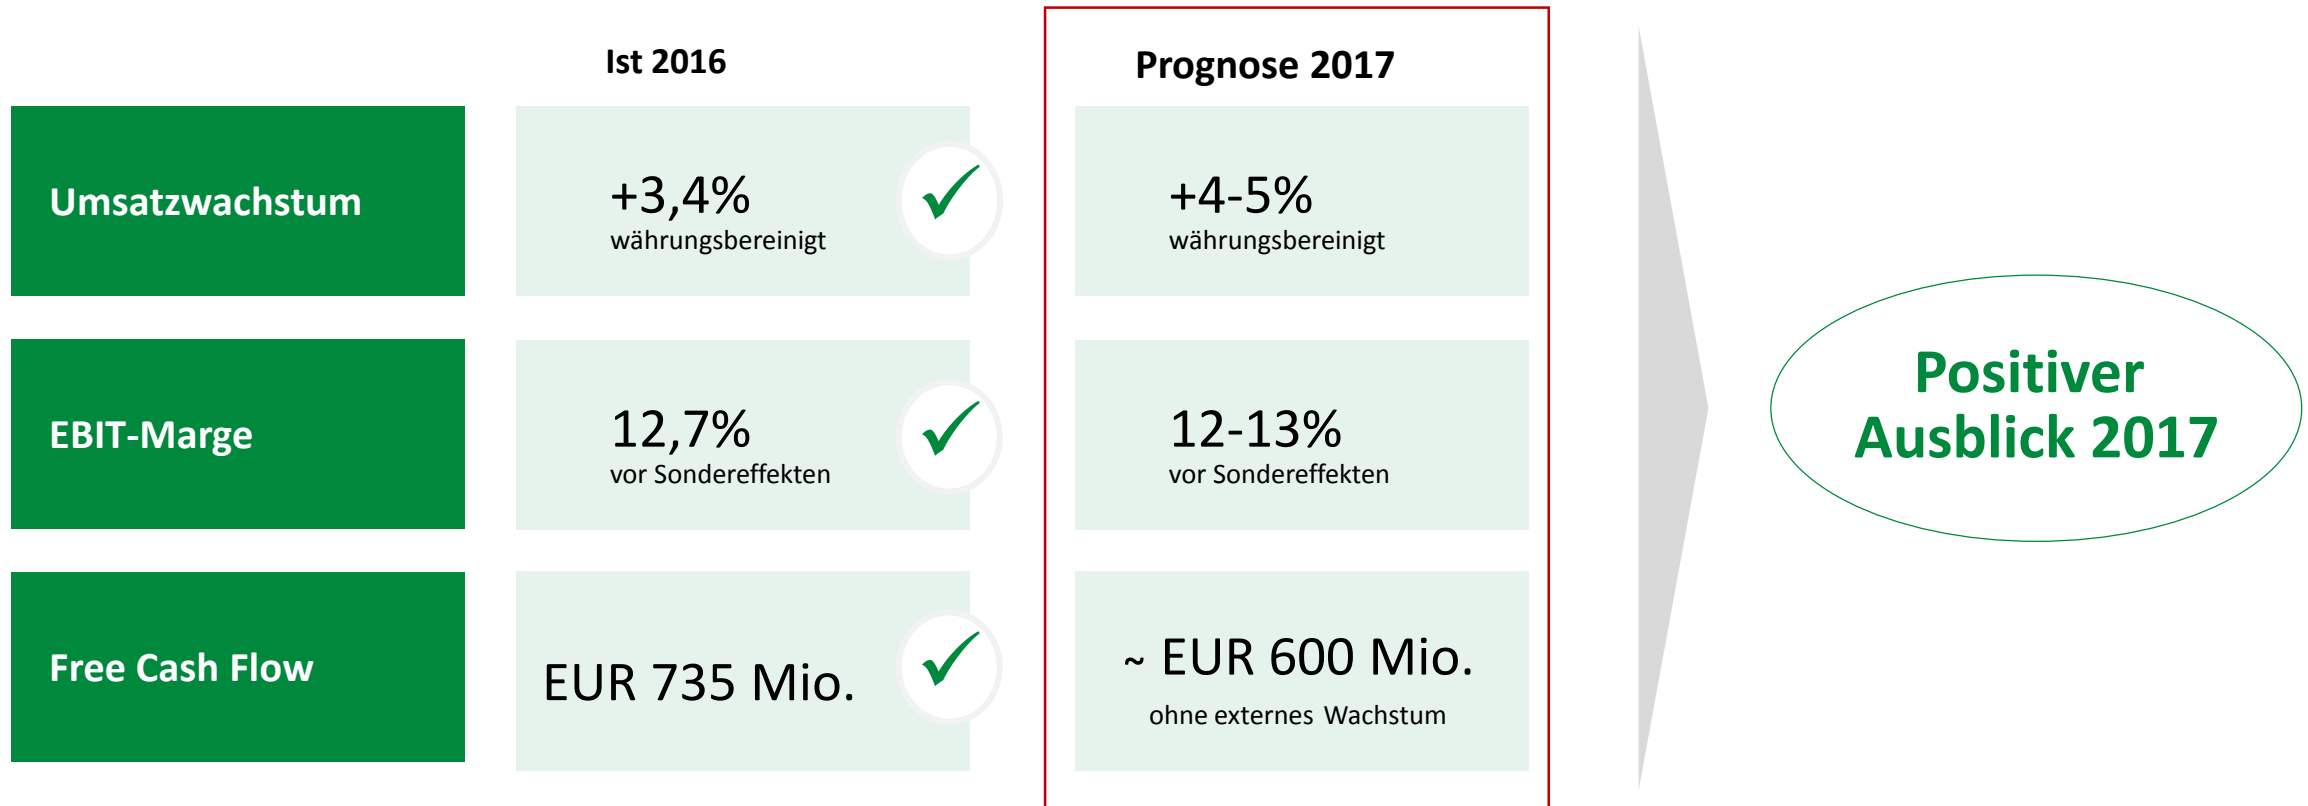 Ist 2016
Prognose 2017
Umsatzwachstum
+3,4%
währungsbereinigt
+4-5%
währungsbereinigt
EBIT-Marge
12,7%
vor Sondereffekten
12-13%
vor Sondereffekten
Free Cash Flow
EUR 735 Mio.
~ EUR 600 Mio.
ohne externes Wachstum
Positiver
Ausblick 2017